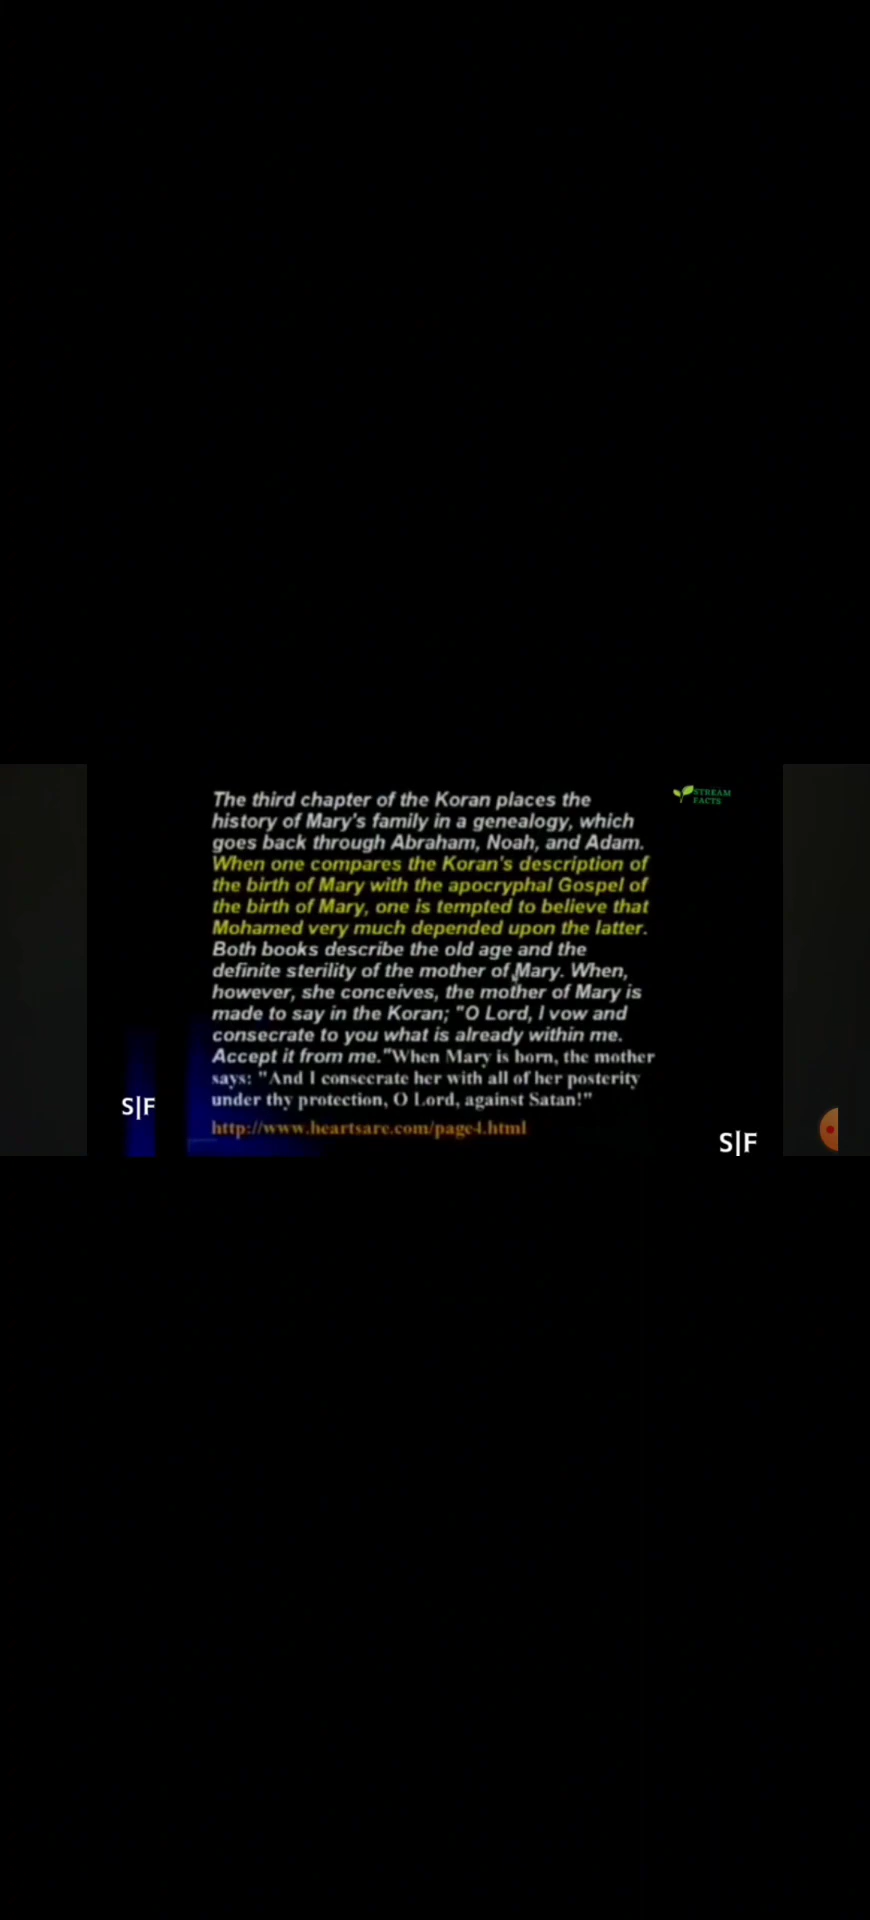 The third chapter of the Koran places the
history of Mary's family in a genealogy, which
goes back through Abraham, Noah, and Adam.
When one compares the Koran's description of
the birth of Mary with the apocryphal Gospel of
the birth of Mary, one is tempted to believe that
Mohamed very much depended upon the latter.
Both books describe the old age and the
definite sterility of the mother of Mary. When,
however, she conceives, the mother of Mary is
made to say in the Koran; "O Lord, I vow and
consecrate to you what is already within me.
Accept it from me."When Mary is born, the mother
says: "And I consecrate her with all of her posterity
under thy protection, O Lord, against Satan!"
http://www.heartsare.com/page4.html
STREAM
FACTS
S|F
S|F